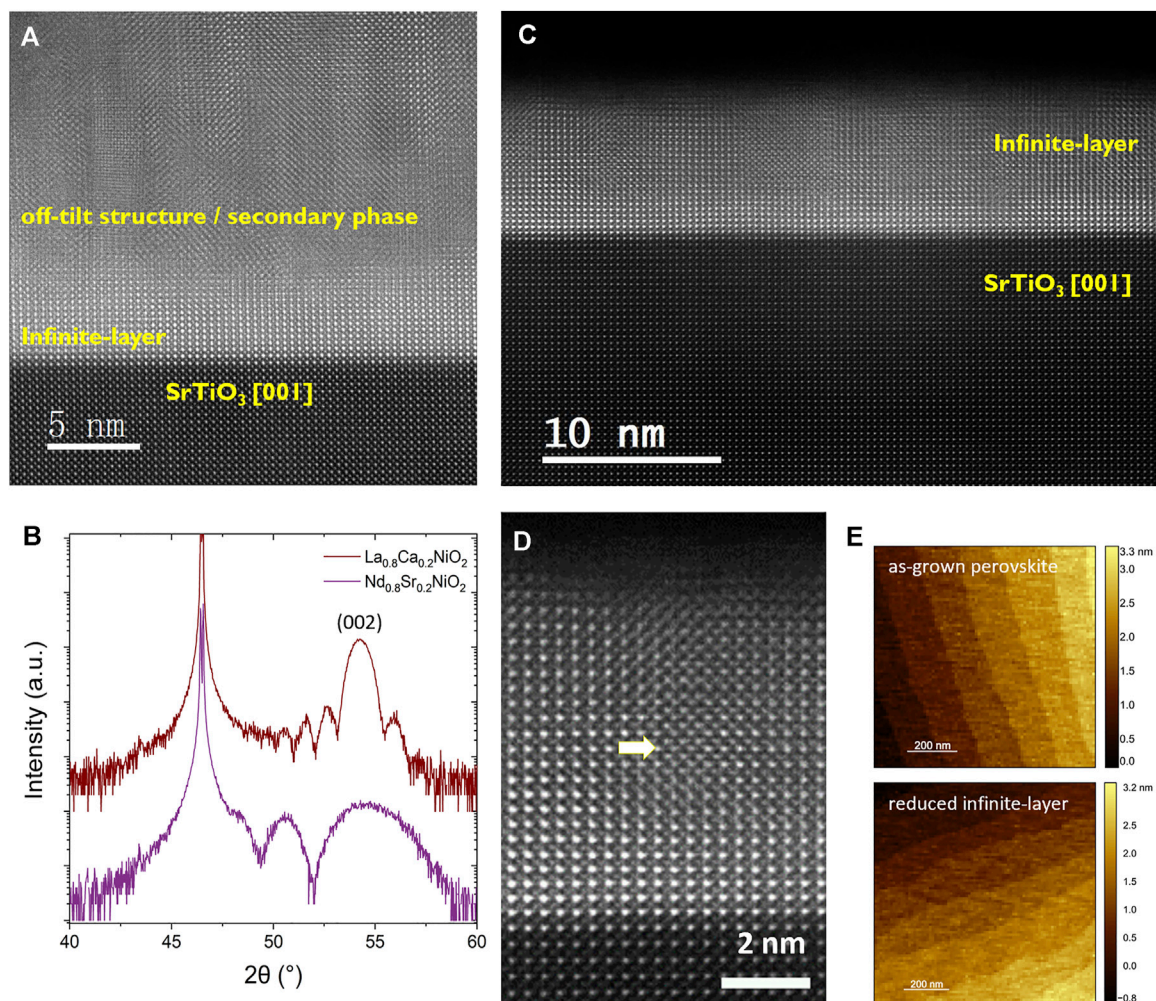 A
off-tilt structure / secondary phase
Infinite-layer
SrTiO₃ [001]
5 nm
C
Infinite-layer
SrTiO₃ [001]
10 nm
B
La₀.₈Ca₀.₂NiO₂
Nd₀.₈Sr₀.₂NiO₂
(002)
Intensity (a.u.)
40 45 50 55 60
2θ (°)
D
2 nm
E
as-grown perovskite
200 nm
3.3 nm
3.0
2.5
2.0
1.5
1.0
0.5
0.0
reduced infinite-layer
200 nm
3.2 nm
2.5
2.0
1.5
1.0
0.5
0.0
−0.8